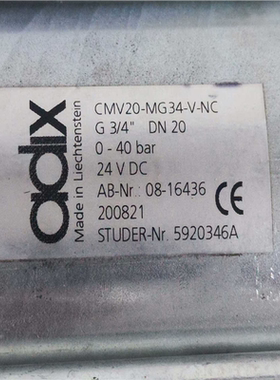 adix
Made in Liechtenstein
CMV20-MG34-V-NC
G 3/4" DN 20
0 - 40 bar
24 V DC
AB-Nr.: 08-16436
200821
CE
STUDER-Nr. 5920346A